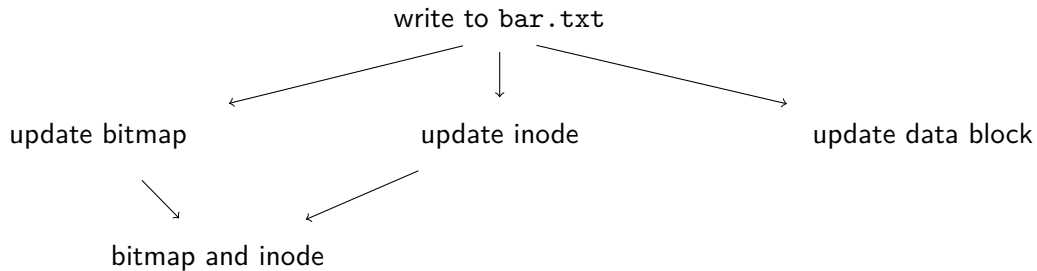 write to bar.txt
update bitmap
update inode
update data block
bitmap and inode